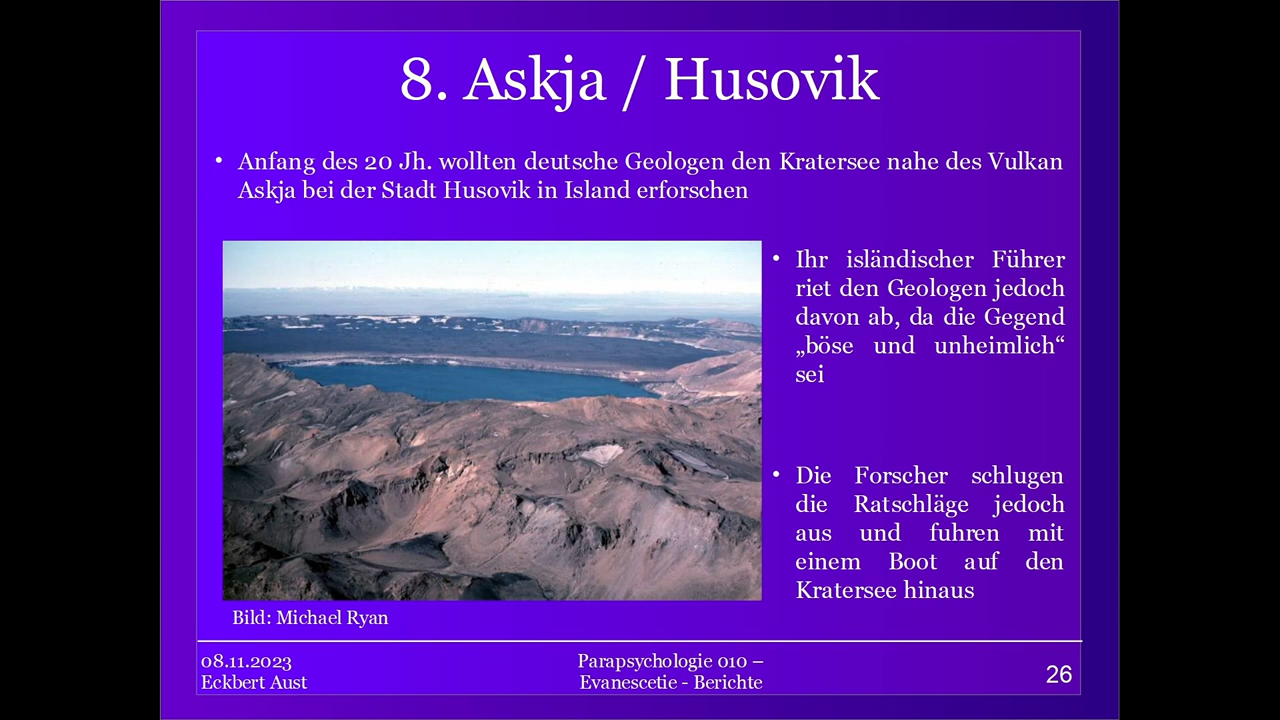 8. Askja / Husovik
• Anfang des 20 Jh. wollten deutsche Geologen den Kratersee nahe des Vulkan
Askja bei der Stadt Husovik in Island erforschen
• Ihr isländischer Führer
riet den Geologen jedoch
davon ab, da die Gegend
„böse und unheimlich“
sei
• Die Forscher schlugen
die Ratschläge jedoch
aus und fuhren mit
einem Boot auf den
Kratersee hinaus
Bild: Michael Ryan
08.11.2023
Eckbert Aust
Parapsychologie 010 –
Evanescetie - Berichte
26